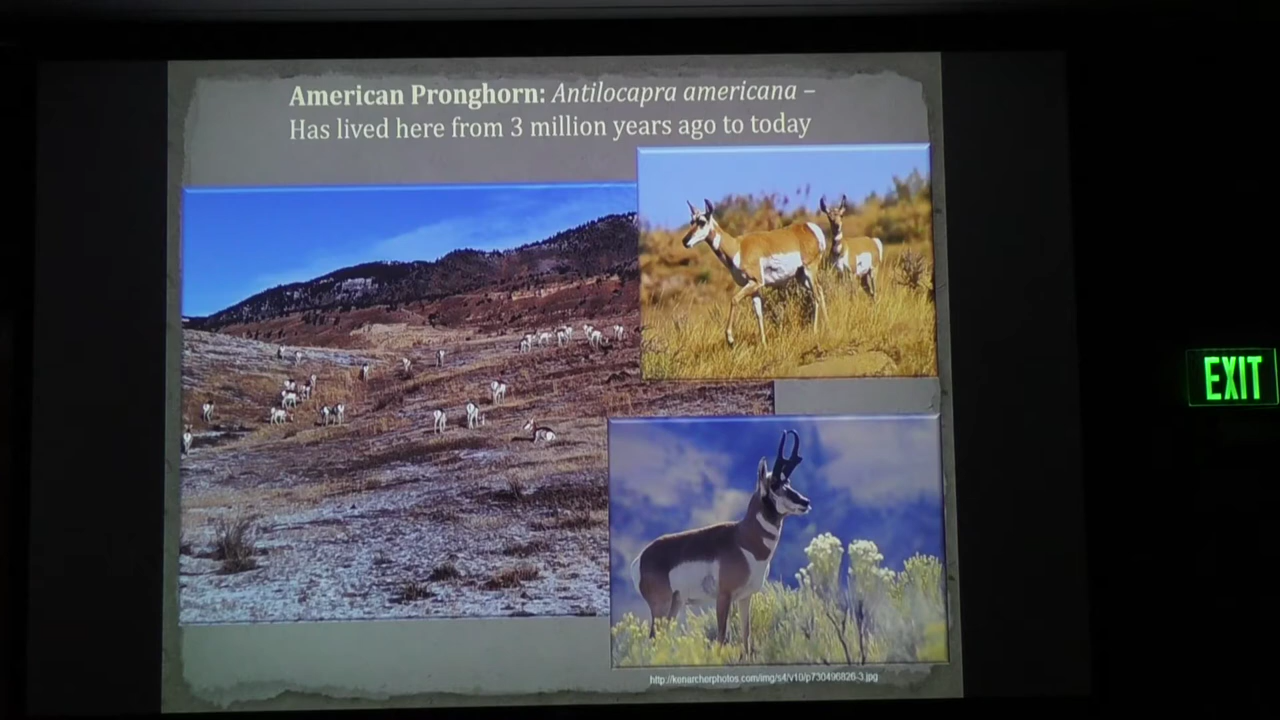 American Pronghorn: Antilocapra americana –
Has lived here from 3 million years ago to today
EXIT
http://kenarcherphotos.com/img/s4/v10/p730496826-3.jpg